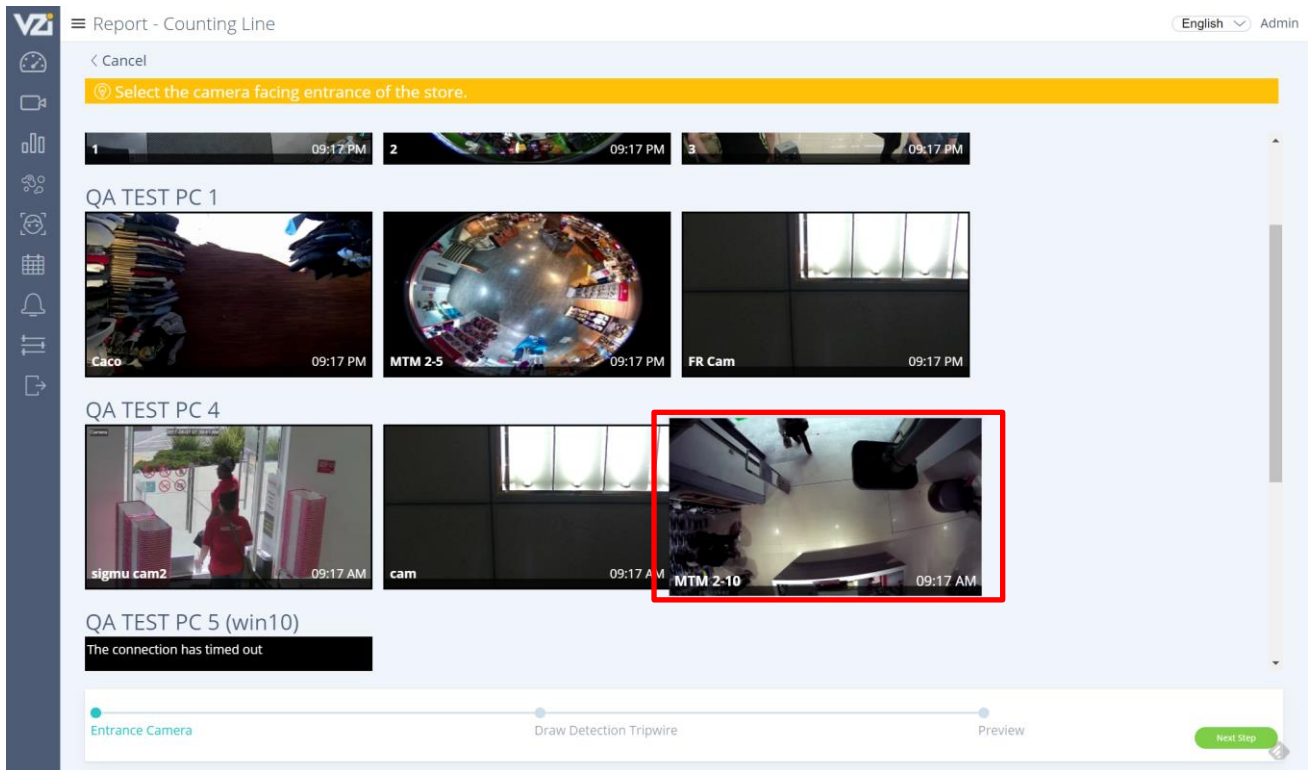 VZi
Report - Counting Line
English
Admin
< Cancel
Select the camera facing entrance of the store.
1 09:17 PM
2 09:17 PM
3 09:17 PM
QA TEST PC 1
Caco 09:17 PM
MTM 2-5 09:17 PM
FR Cam 09:17 PM
QA TEST PC 4
Camera
sigmu cam2 09:17 AM
cam 09:17 AM
MTM 2-10 09:17 AM
QA TEST PC 5 (win10)
The connection has timed out
Entrance Camera
Draw Detection Tripwire
Preview
Next Step